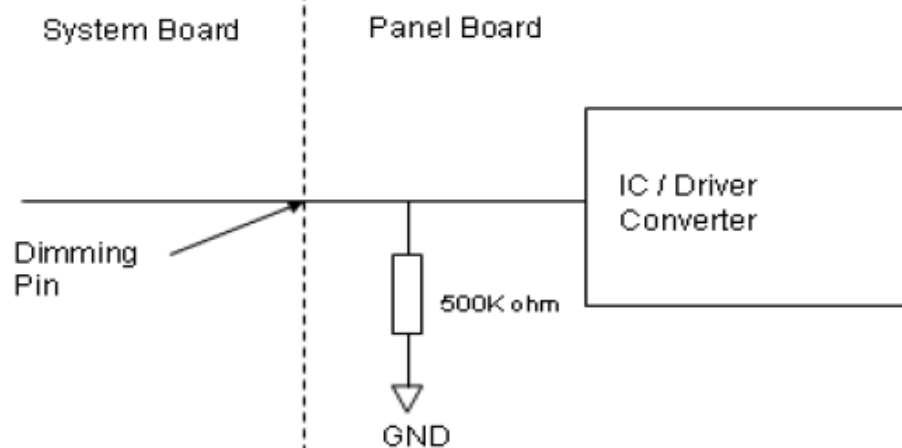 System Board
Panel Board
IC / Driver
Converter
Dimming
Pin
500K ohm
GND